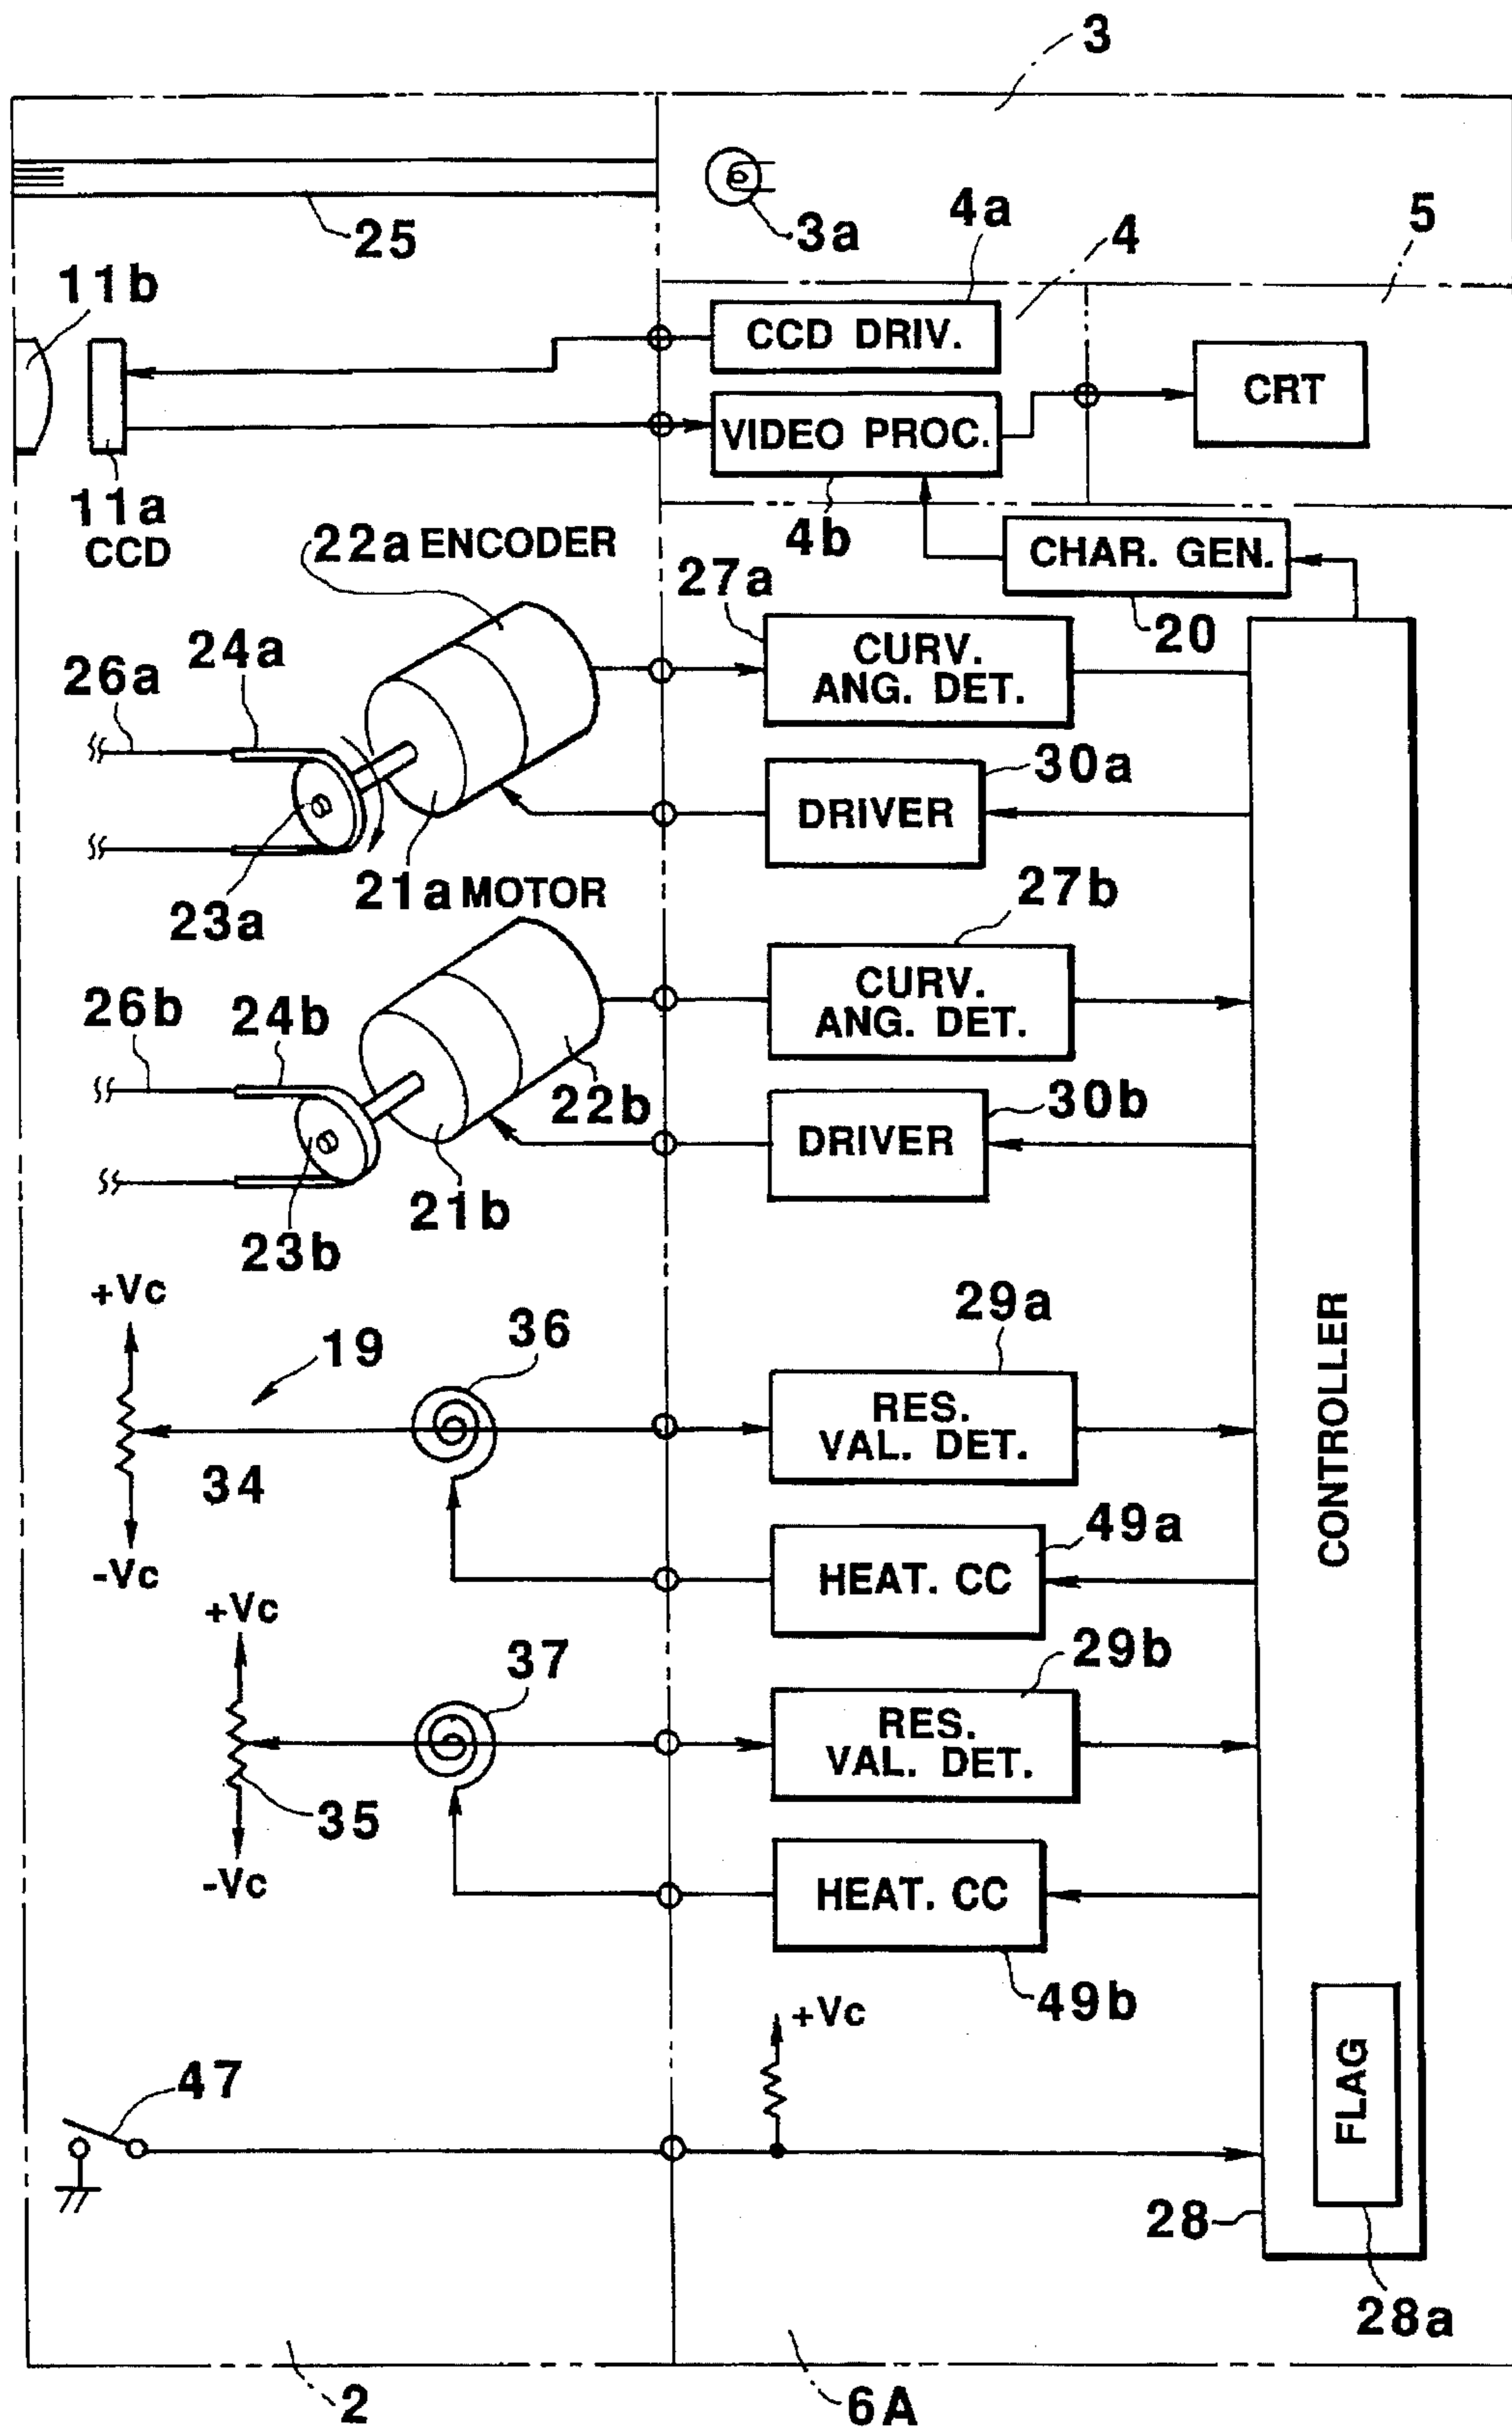 3
25
3a
4a
4
5
11b
CCD DRIV.
CRT
VIDEO PROC.
11a
CCD
22a ENCODER
4b
CHAR. GEN.
27a
20
24a
26a
CURV.
ANG. DET.
30a
DRIVER
23a
21a MOTOR
27b
CURV.
ANG. DET.
26b
24b
22b
30b
DRIVER
21b
23b
+Vc
19
36
29a
RES.
VAL. DET.
34
-Vc
49a
HEAT. CC
CONTROLLER
+Vc
37
29b
RES.
VAL. DET.
35
-Vc
HEAT. CC
49b
+Vc
47
FLAG
28
28a
2
6A